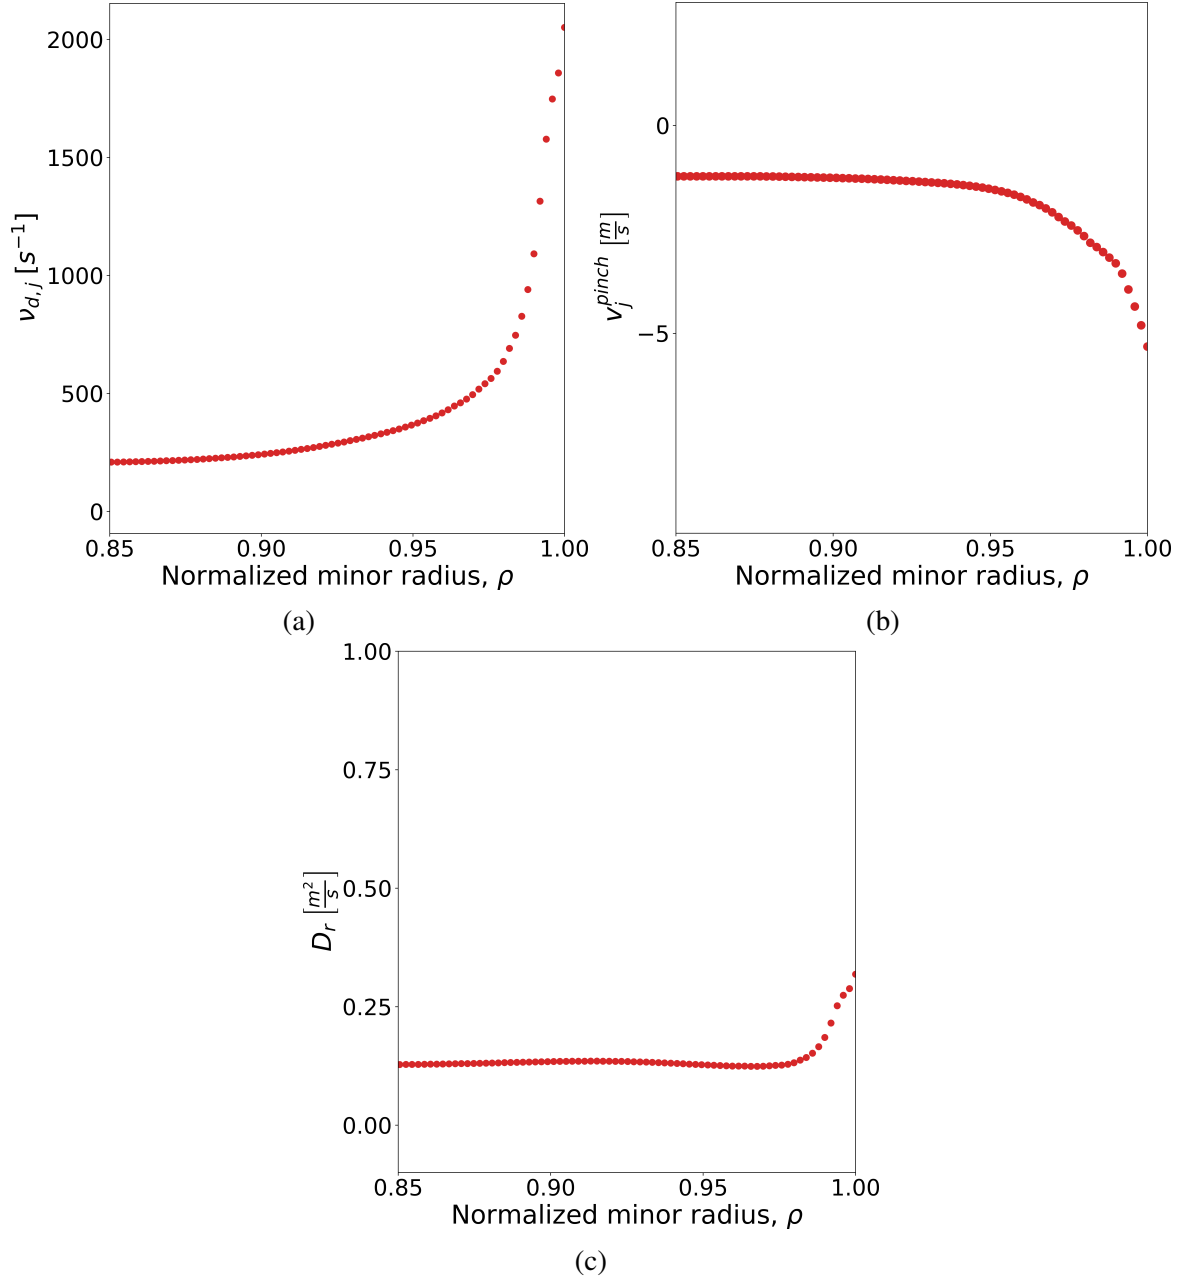 2000
1500
1000
500
0
ν_{d,j} [s^{-1}]
0.85 0.90 0.95 1.00
Normalized minor radius, ρ
(a)
0
−5
v_j^{pinch} [m/s]
0.85 0.90 0.95 1.00
Normalized minor radius, ρ
(b)
1.00
0.75
0.50
0.25
0.00
D_r [m²/s]
0.85 0.90 0.95 1.00
Normalized minor radius, ρ
(c)